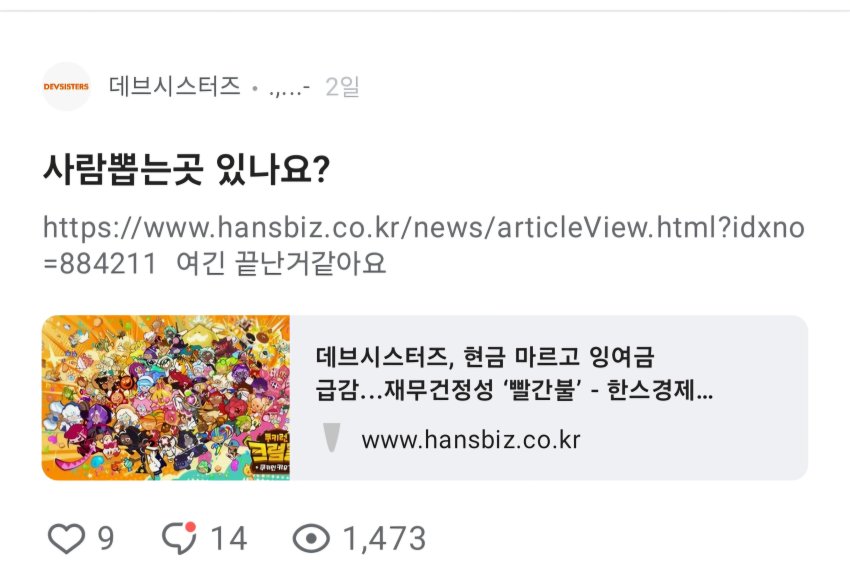 DEVSISTERS
데브시스터즈 • .,...- 2일
사람뽑는곳 있나요?
https://www.hansbiz.co.kr/news/articleView.html?idxno
=884211 여긴 끝난거같아요
데브시스터즈, 현금 마르고 잉여금
급감...재무건정성 ‘빨간불’ - 한스경제...
www.hansbiz.co.kr
9 14 1,473